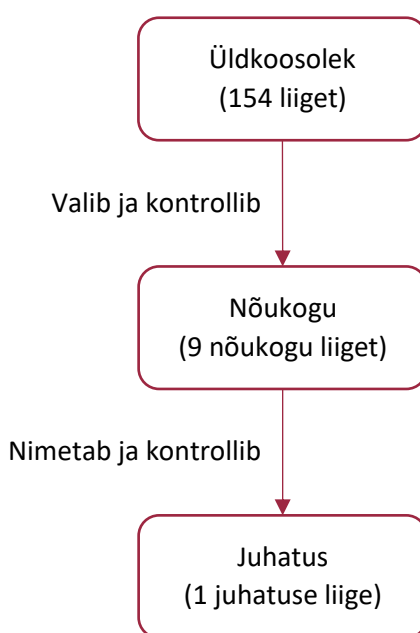 Üldkoosolek
(154 liiget)
Valib ja kontrollib
Nõukogu
(9 nõukogu liiget)
Nimetab ja kontrollib
Juhatus
(1 juhatuse liige)